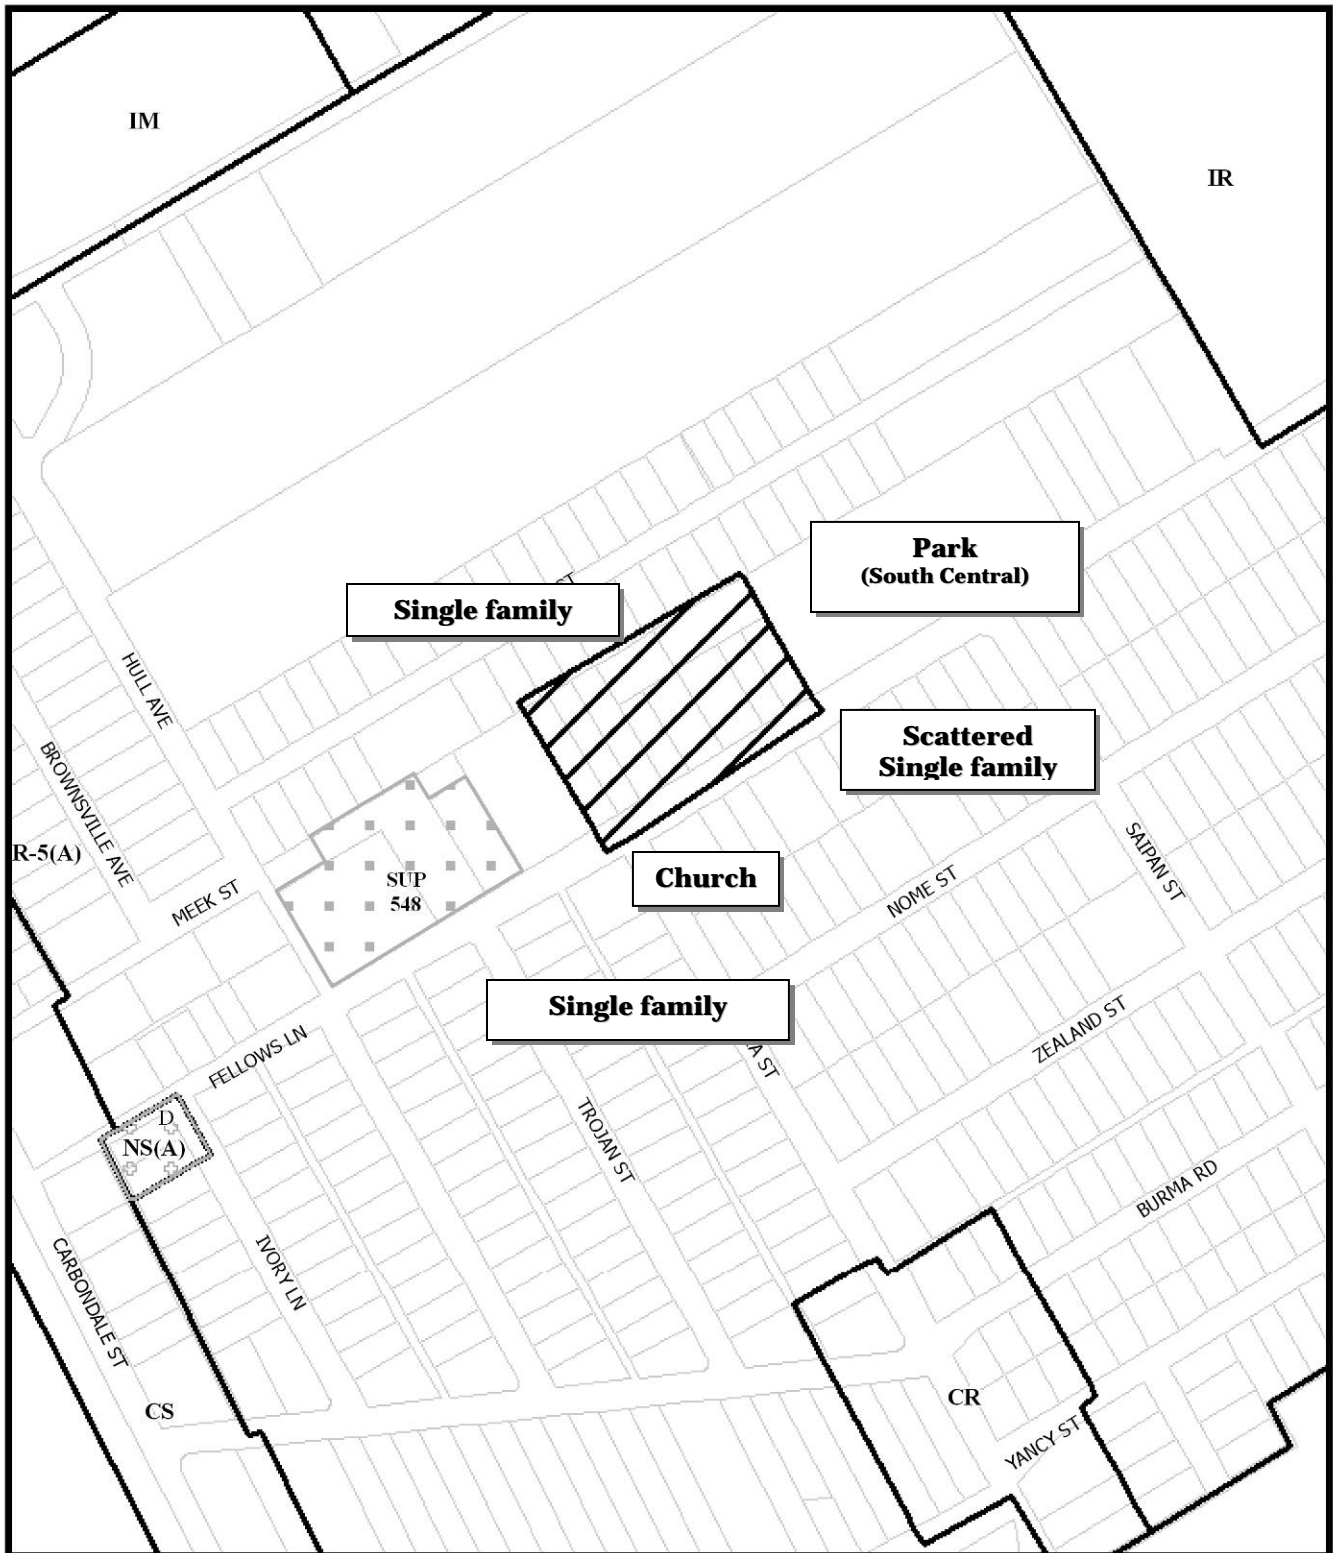 IM
IR
Park
(South Central)
ST
Single family
HULL AVE
Scattered
Single family
BROWNSVILLE AVE
R-5(A)
MEEK ST
SUP
548
Church
NOME ST
SAIPAN ST
Single family
ZEALAND ST
FELLOWS LN
A ST
D
NS(A)
TROJAN ST
BURMA RD
IVORY LN
CARBONDALE ST
CS
CR
YANCY ST